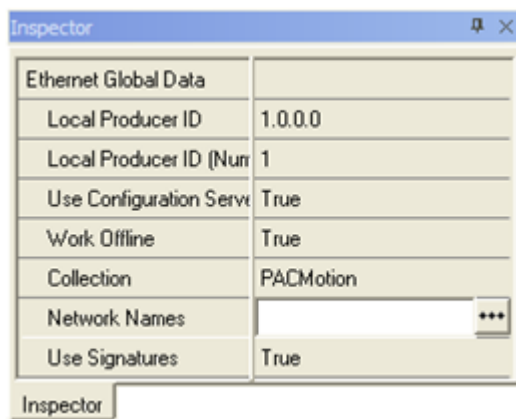 Inspector
Ethernet Global Data
Local Producer ID 1.0.0.0
Local Producer ID (Num 1
Use Configuration Serve True
Work Offline True
Collection PACMotion
Network Names
Use Signatures True
Inspector